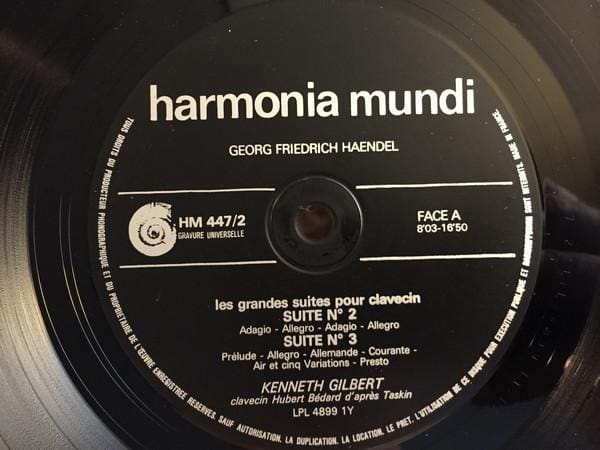 harmonia mundi
GEORG FRIEDRICH HAENDEL
HM 447/2
GRAVURE UNIVERSELLE
FACE A
8'03-16'50
les grandes suites pour clavecin
SUITE N° 2
Adagio - Allegro - Adagio - Allegro
SUITE N° 3
Prélude - Allegro - Allemande - Courante -
Air et cinq Variations - Presto
KENNETH GILBERT
clavecin Hubert Bédard d'après Taskin
LPL 4899 1Y
TOUS DROITS DU PRODUCTEUR PHONOGRAPHIQUE ET DU PROPRIETAIRE DE L'ŒUVRE ENREGISTREE RESERVES. SAUF AUTORISATION. LA DUPLICATION. LA LOCATION. LE PRET. L'UTILISATION DE CE DISQUE POUR EXECUTION PUBLIQUE ET RADIODIFFUSION SONT INTERDITS. MADE IN FRANCE.